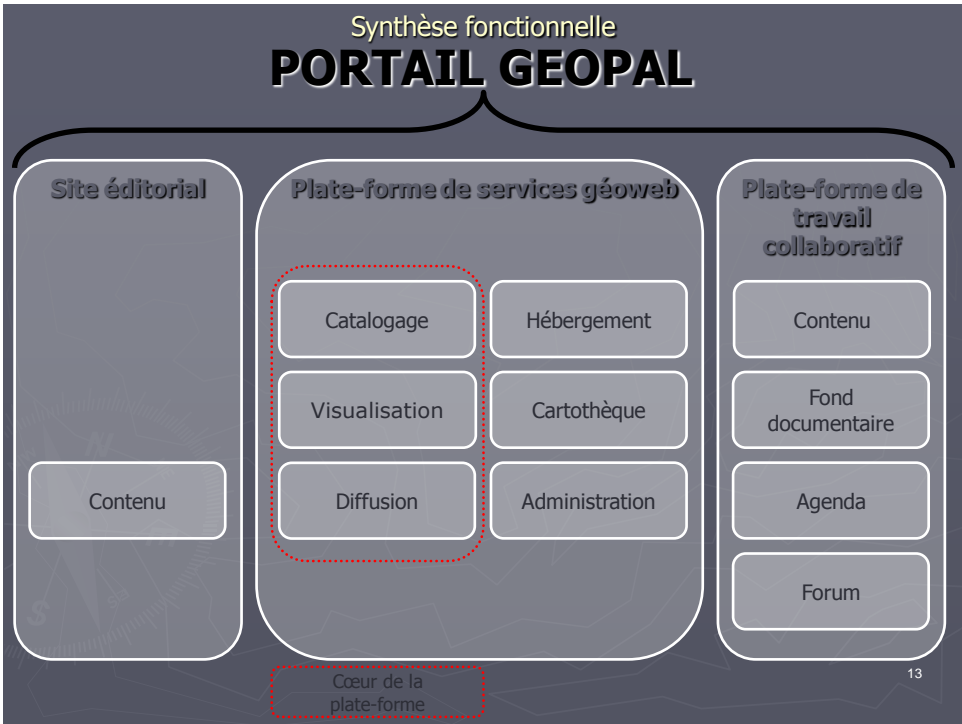 Synthèse fonctionnelle
PORTAIL GEOPAL
Site éditorial
Contenu
Plate-forme de services géoweb
Catalogage
Hébergement
Visualisation
Cartothèque
Diffusion
Administration
Plate-forme de
travail
collaboratif
Contenu
Fond
documentaire
Agenda
Forum
Cœur de la
plate-forme
13
N
S